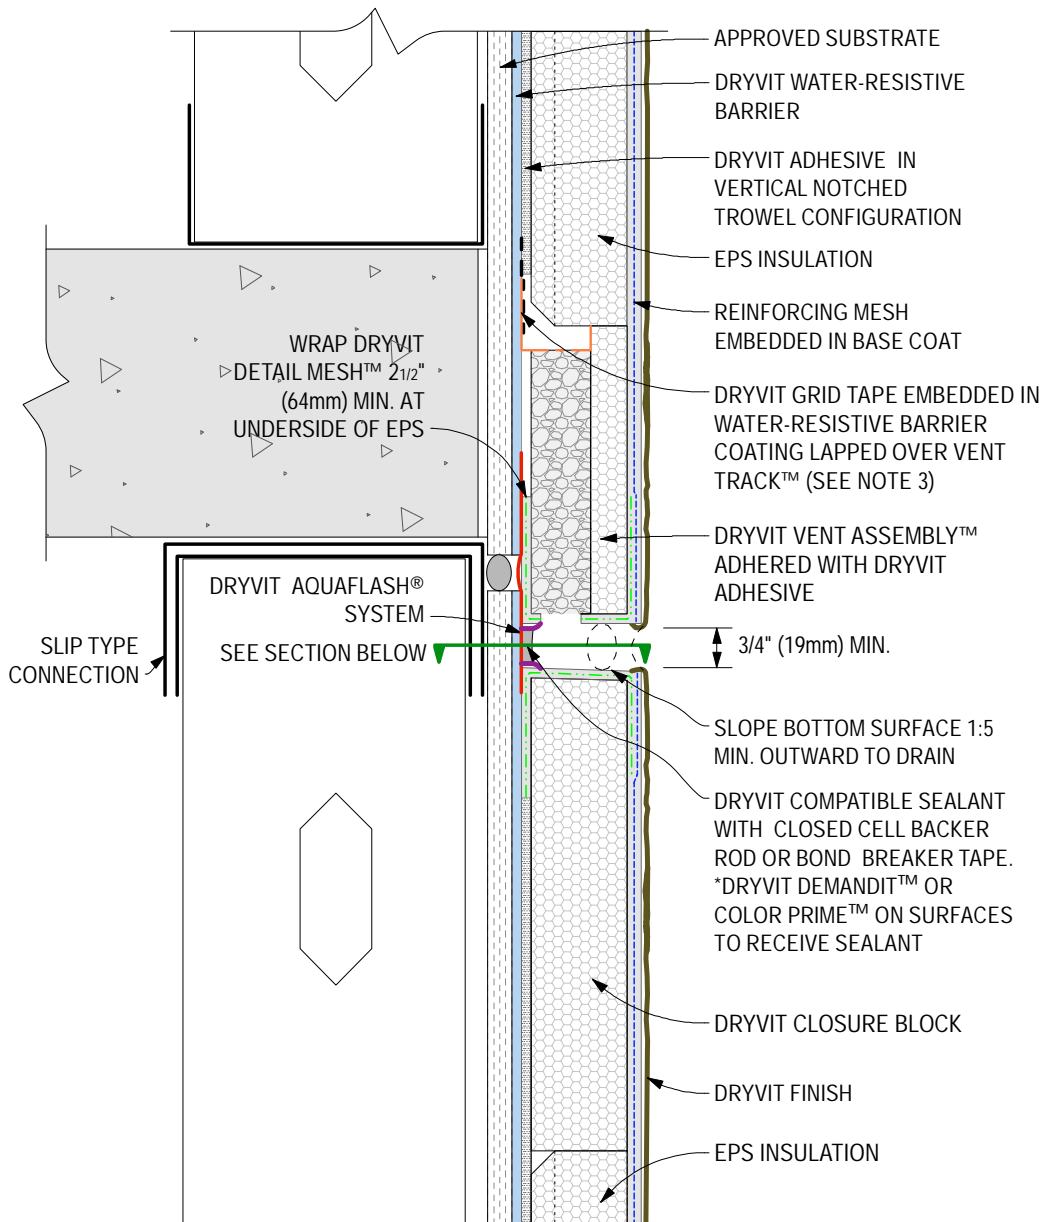 APPROVED SUBSTRATE
DRYVIT WATER-RESISTIVE
BARRIER
DRYVIT ADHESIVE IN
VERTICAL NOTCHED
TROWEL CONFIGURATION
EPS INSULATION
REINFORCING MESH
EMBEDDED IN BASE COAT
WRAP DRYVIT
DETAIL MESH™ 2 1/2"
(64mm) MIN. AT
UNDERSIDE OF EPS
DRYVIT GRID TAPE EMBEDDED IN
WATER-RESISTIVE BARRIER
COATING LAPPED OVER VENT
TRACK™ (SEE NOTE 3)
DRYVIT VENT ASSEMBLY™
ADHERED WITH DRYVIT
ADHESIVE
DRYVIT AQUAFLASH®
SYSTEM
SLIP TYPE
CONNECTION
SEE SECTION BELOW
3/4" (19mm) MIN.
SLOPE BOTTOM SURFACE 1:5
MIN. OUTWARD TO DRAIN
DRYVIT COMPATIBLE SEALANT
WITH CLOSED CELL BACKER
ROD OR BOND BREAKER TAPE.
*DRYVIT DEMANDIT™ OR
COLOR PRIME™ ON SURFACES
TO RECEIVE SEALANT
DRYVIT CLOSURE BLOCK
DRYVIT FINISH
EPS INSULATION